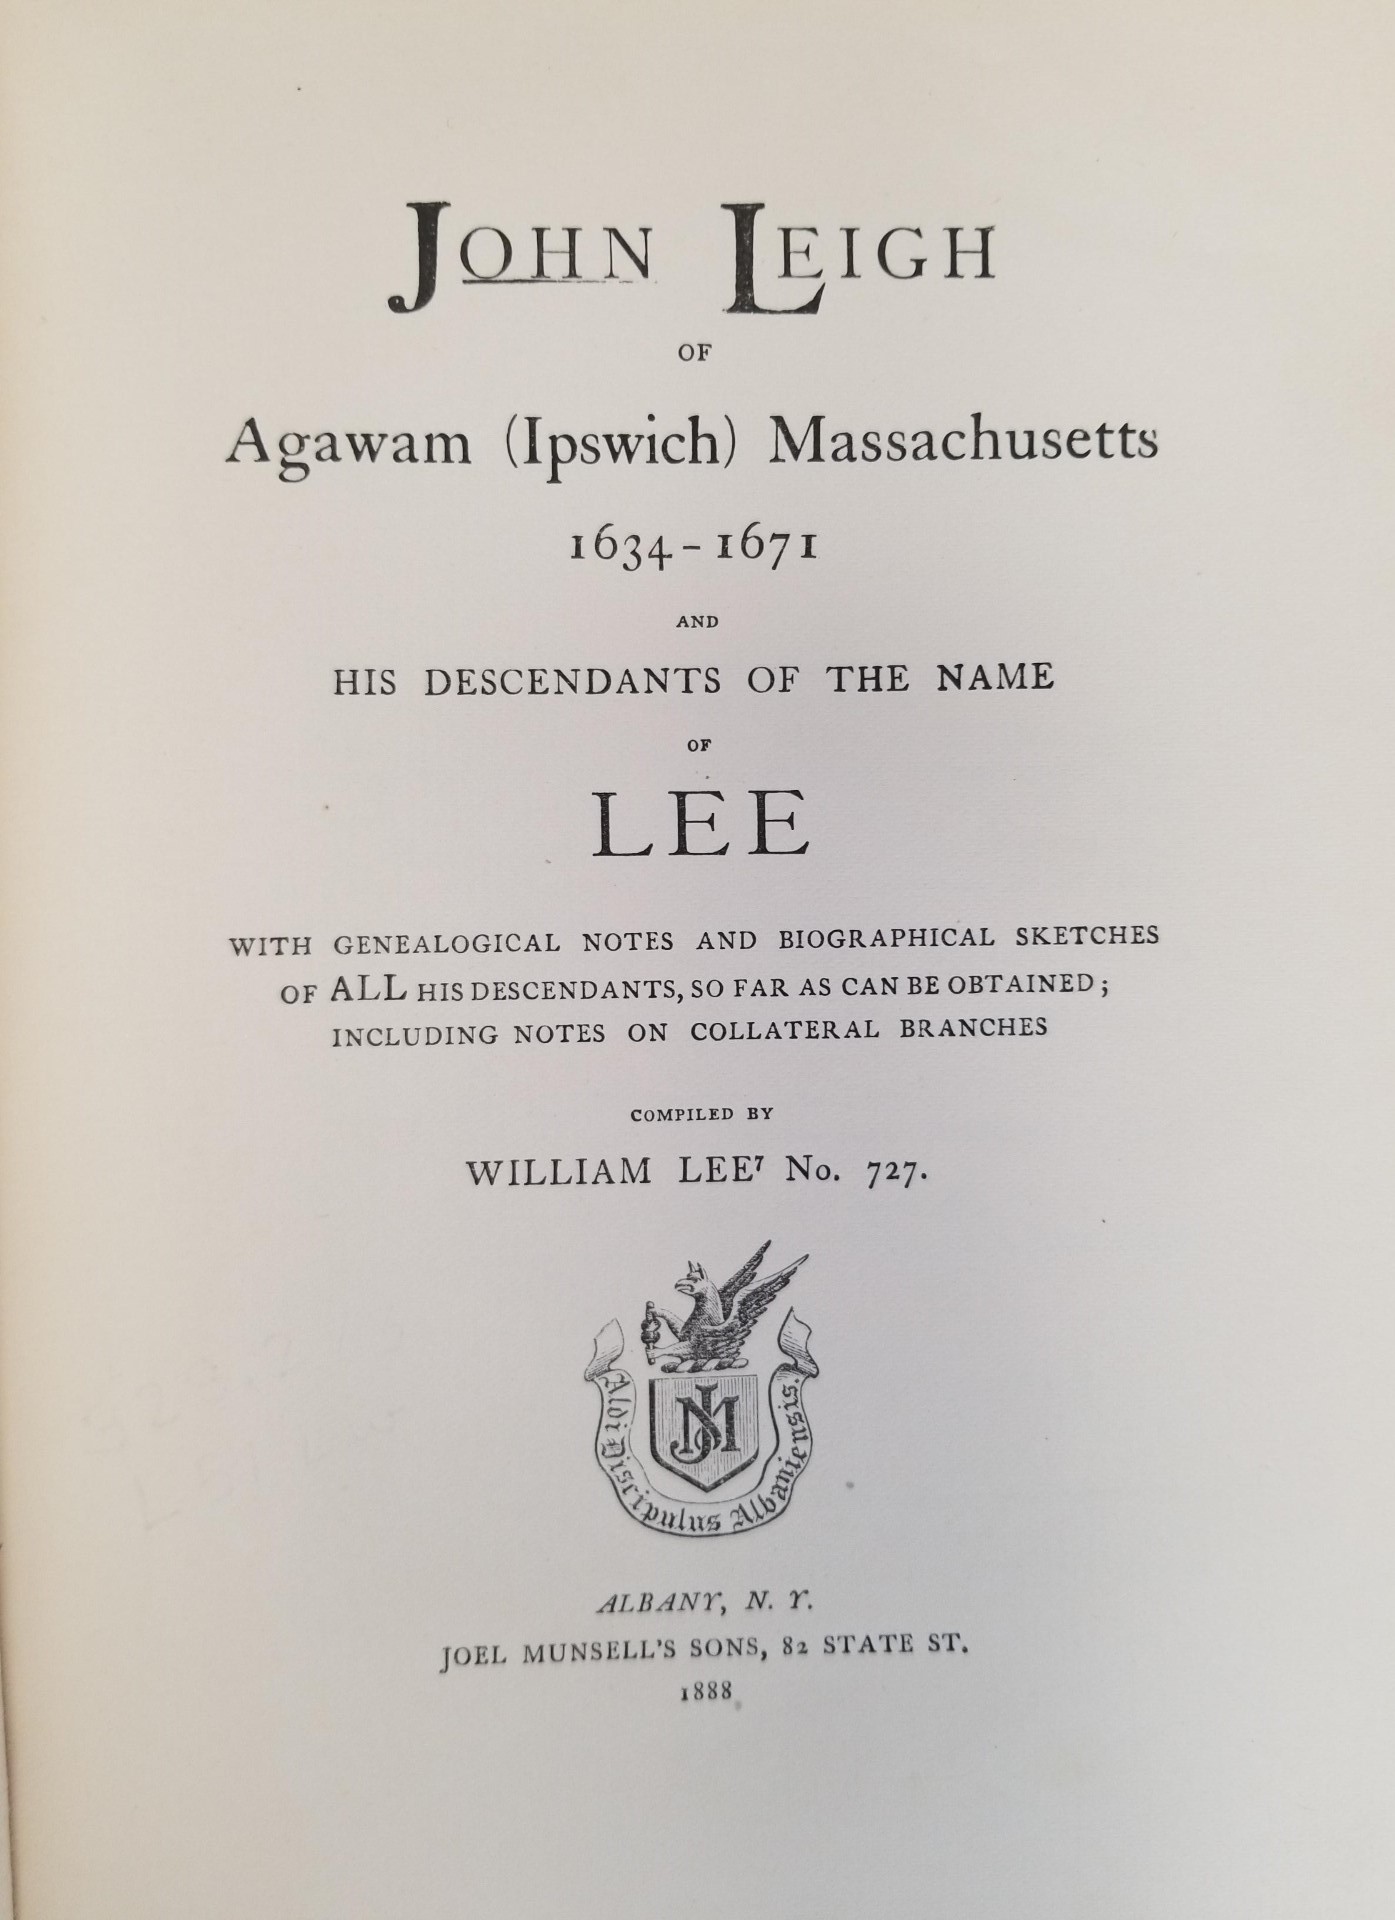 JOHN LEIGH
OF
Agawam (Ipswich) Massachusetts
1634-1671
AND
HIS DESCENDANTS OF THE NAME
OF
LEE
WITH GENEALOGICAL NOTES AND BIOGRAPHICAL SKETCHES
OF ALL HIS DESCENDANTS, SO FAR AS CAN BE OBTAINED;
INCLUDING NOTES ON COLLATERAL BRANCHES
COMPILED BY
WILLIAM LEE⁷ No. 727.
JM
Aldi Discipulus Albaniensis.
ALBANY, N. Y.
JOEL MUNSELL'S SONS, 82 STATE ST.
1888